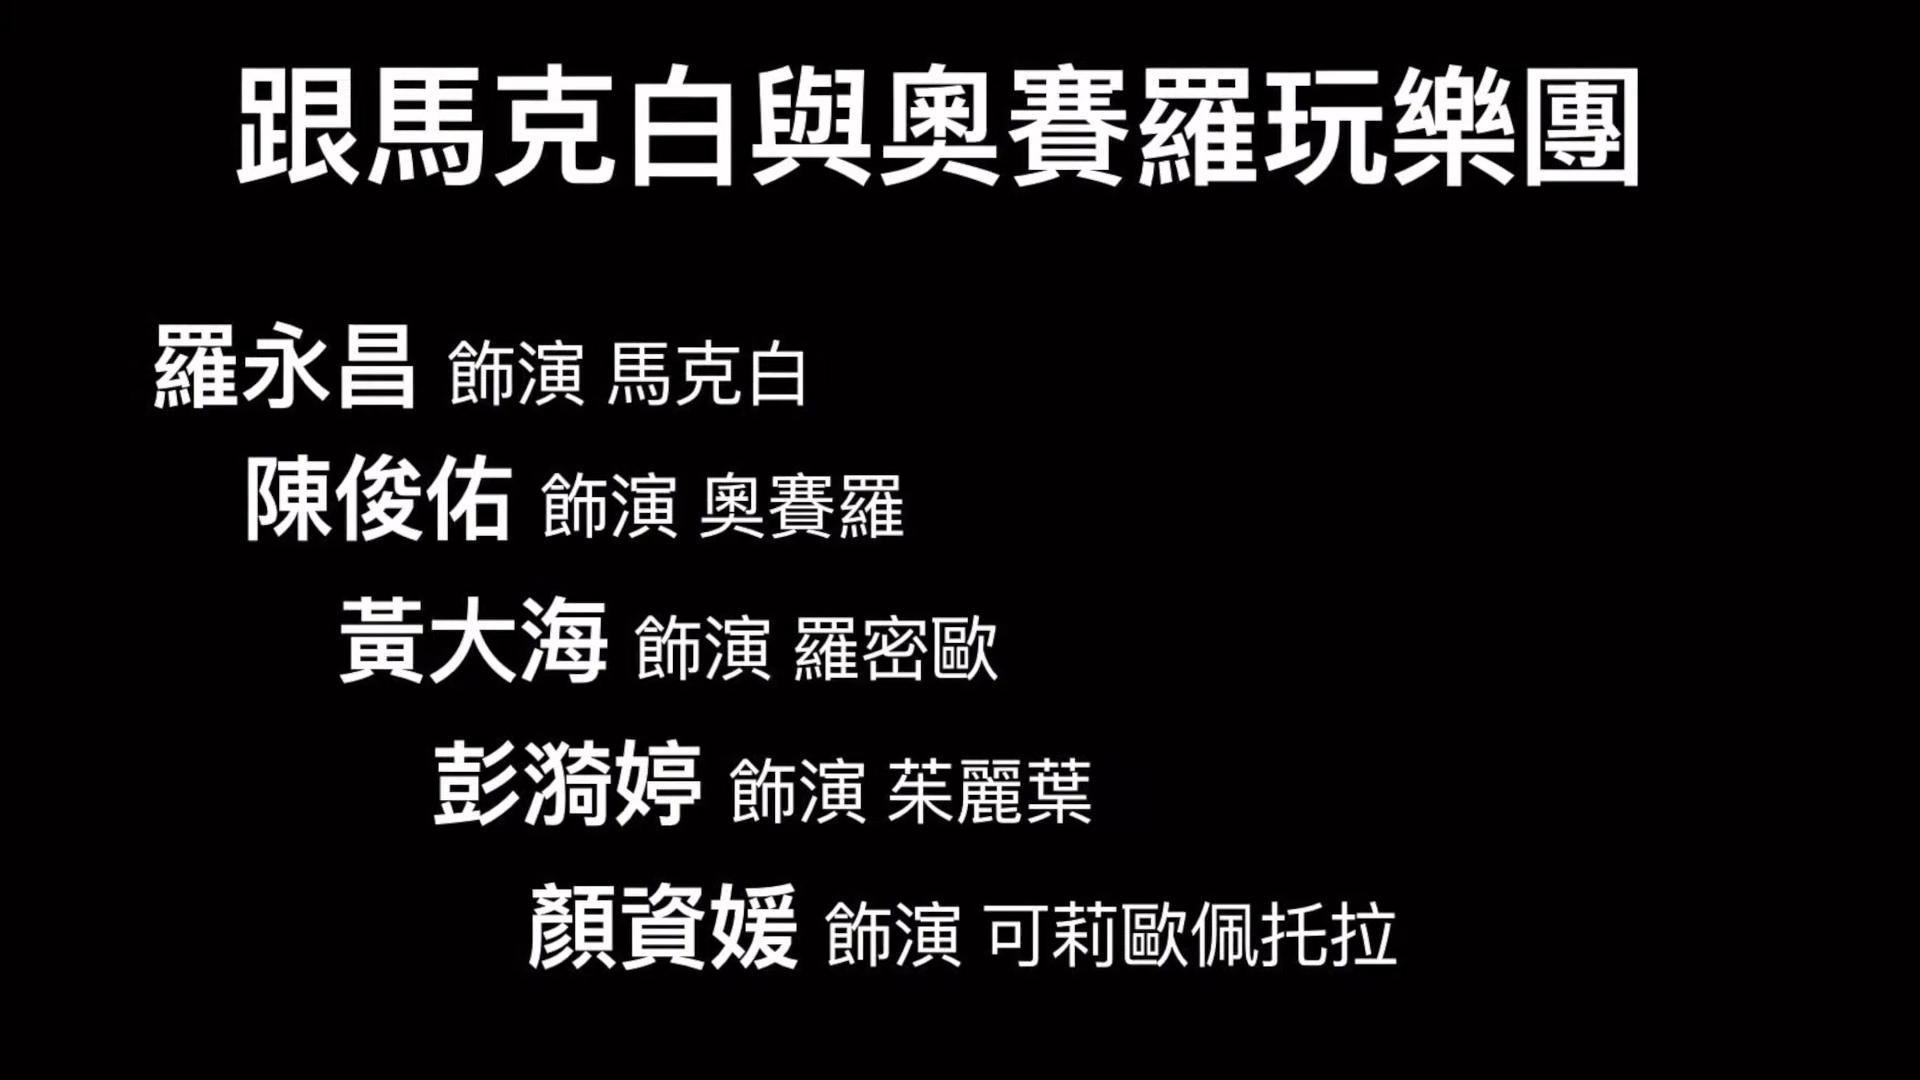 跟馬克白與奧賽羅玩樂團
羅永昌 飾演 馬克白
陳俊佑 飾演 奧賽羅
黃大海 飾演 羅密歐
彭漪婷 飾演 茱麗葉
顏資媛 飾演 可莉歐佩托拉